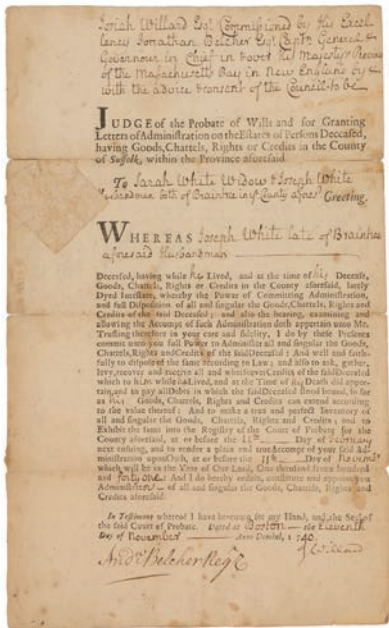 Josiah Willard Esqr. Commissioned by His Excel
lency Jonathan Belcher Esqr. Captn. General &
Governour in Chief in & over his Majestys Provce
of the Massachusetts Bay in New England by &
with the advice & consent of the Council to be
JUDGE of the Probate of Wills and for Granting
Letters of Administration on the Estates of Persons Deceased,
having Goods, Chattels, Rights or Credits in the County
of Suffolk, within the Province aforesaid
To Sarah White Widow & Joseph White
Husbandman both of Braintree in ye County afores.d Greeting.
WHEREAS Joseph White late of Braintree
aforesaid Husbandman
Deceased, having while he Lived, and at the time of his Decease,
Goods, Chattels, Rights or Credits in the County aforesaid, lately
Dyed Intestate, whereby the Power of Committing Administration,
and full Disposition of all and singular the Goods, Chattels, Rights and
Credits of the said Deceased ; and also the hearing, examining and
allowing the Accompts of such Administration doth appertain unto Me.
Trusting therefore in your care and fidelity, I do by these Presents
commit unto you full Power to Administer all and singular the Goods,
Chattels, Rights and Credits of the said Deceased : And well and faith-
fully to dispose of the same according to Law ; and also to ask, gather,
levy, recover and receive all and whatsoever Credits of the said Deceased
which to him while he Lived, and at the Time of his Death did apper-
tain, and to pay all Debts in which the said Deceased stood bound, so far
as his Goods, Chattels, Rights and Credits can extend according
to the value thereof : And to make a true and perfect Inventory of
all and singular the Goods, Chattels, Rights and Credits ; and to
Exhibit the same into the Registry of the Court of Probate for the
County aforesaid, at or before the 11th Day of February
next ensuing, and to render a plain and true Accompt of your said Ad-
ministration upon Oath, at or before the 11th Day of Novemr.
which will be in the Year of Our Lord, One thousand seven hundred
and forty one: And I do hereby ordain, constitute and appoint you
Administrators of all and singular the Goods, Chattels, Rights and
Credits aforesaid.
In Testimony whereof I have hereunto set my Hand, and the Seal of
the said Court of Probate. Dated at Boston the Eleventh
Day of November Anno Domini, 1740.
J Willard
Andw. Belcher Regr.